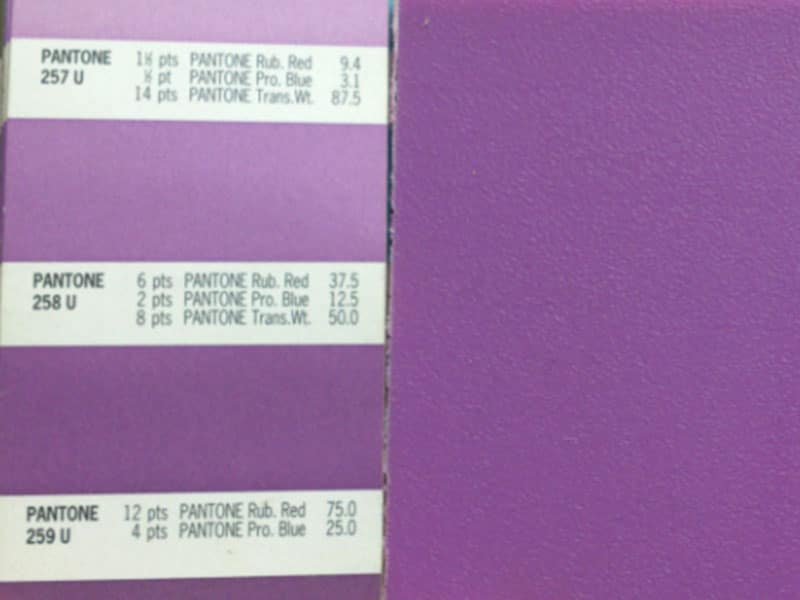 PANTONE 1½ pts PANTONE Rub. Red 9.4
257 U ½ pt PANTONE Pro. Blue 3.1
14 pts PANTONE Trans.Wt. 87.5
PANTONE 6 pts PANTONE Rub. Red 37.5
258 U 2 pts PANTONE Pro. Blue 12.5
8 pts PANTONE Trans.Wt. 50.0
PANTONE 12 pts PANTONE Rub. Red 75.0
259 U 4 pts PANTONE Pro. Blue 25.0